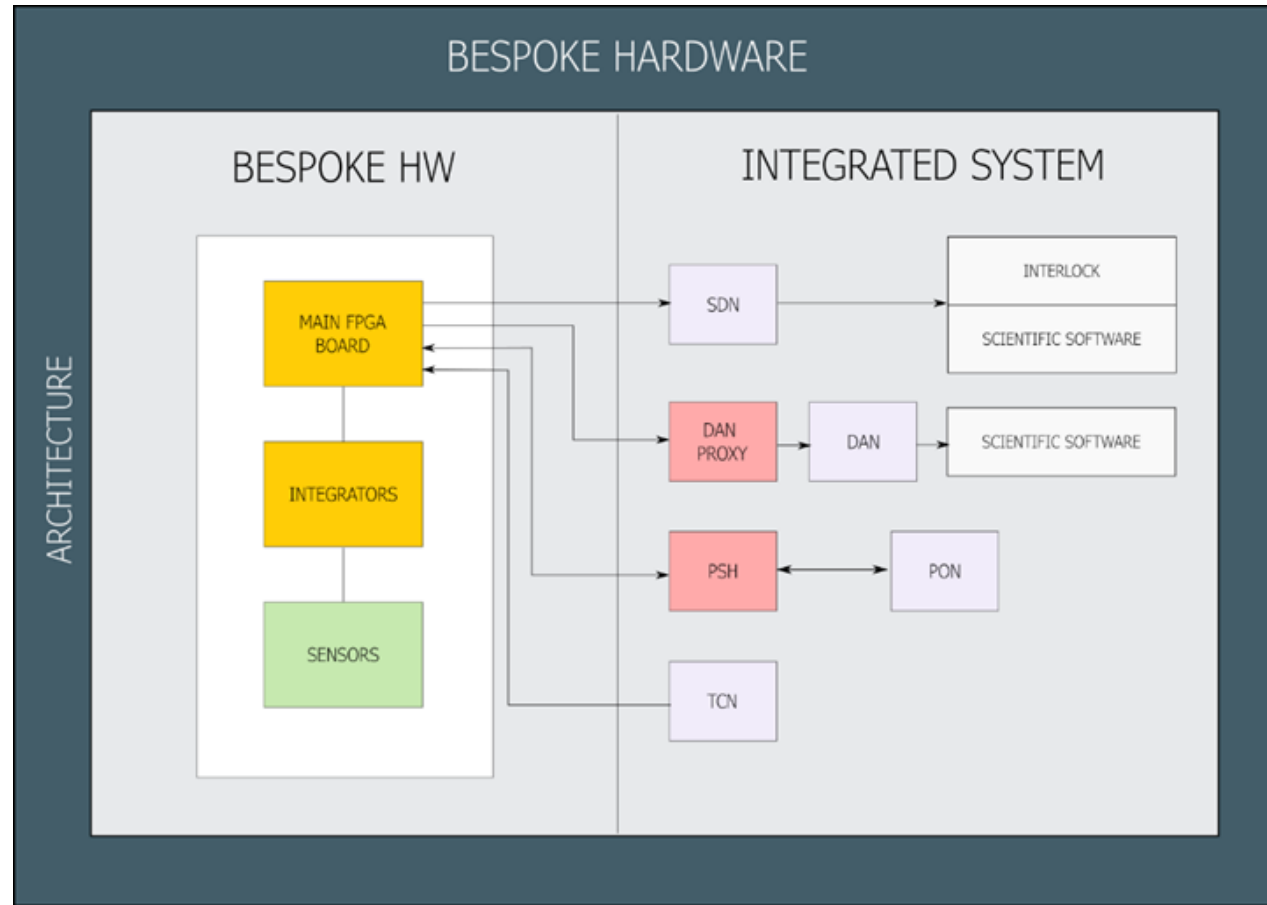 BESPOKE HARDWARE
ARCHITECTURE
BESPOKE HW
MAIN FPGA
BOARD
INTEGRATORS
SENSORS
INTEGRATED SYSTEM
SDN
INTERLOCK
SCIENTIFIC SOFTWARE
DAN
PROXY
DAN
SCIENTIFIC SOFTWARE
PSH
PON
TCN